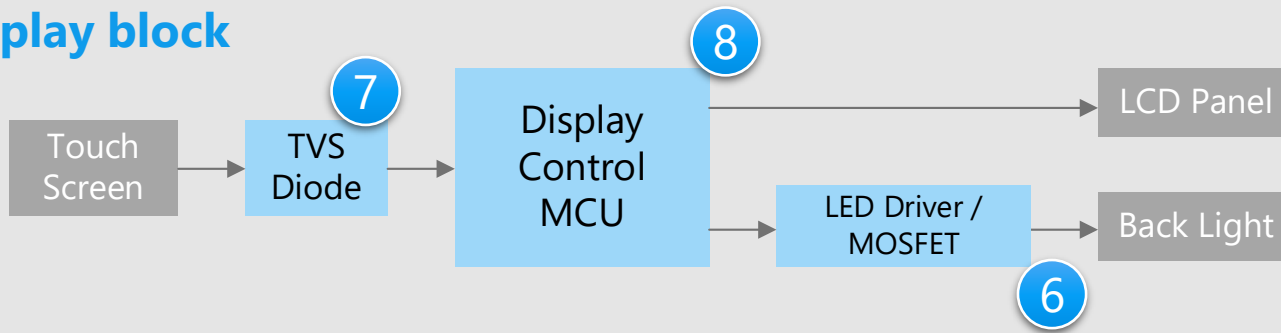 play block
8
7
LCD Panel
Touch
Screen
TVS
Diode
Display
Control
MCU
LED Driver /
MOSFET
Back Light
6